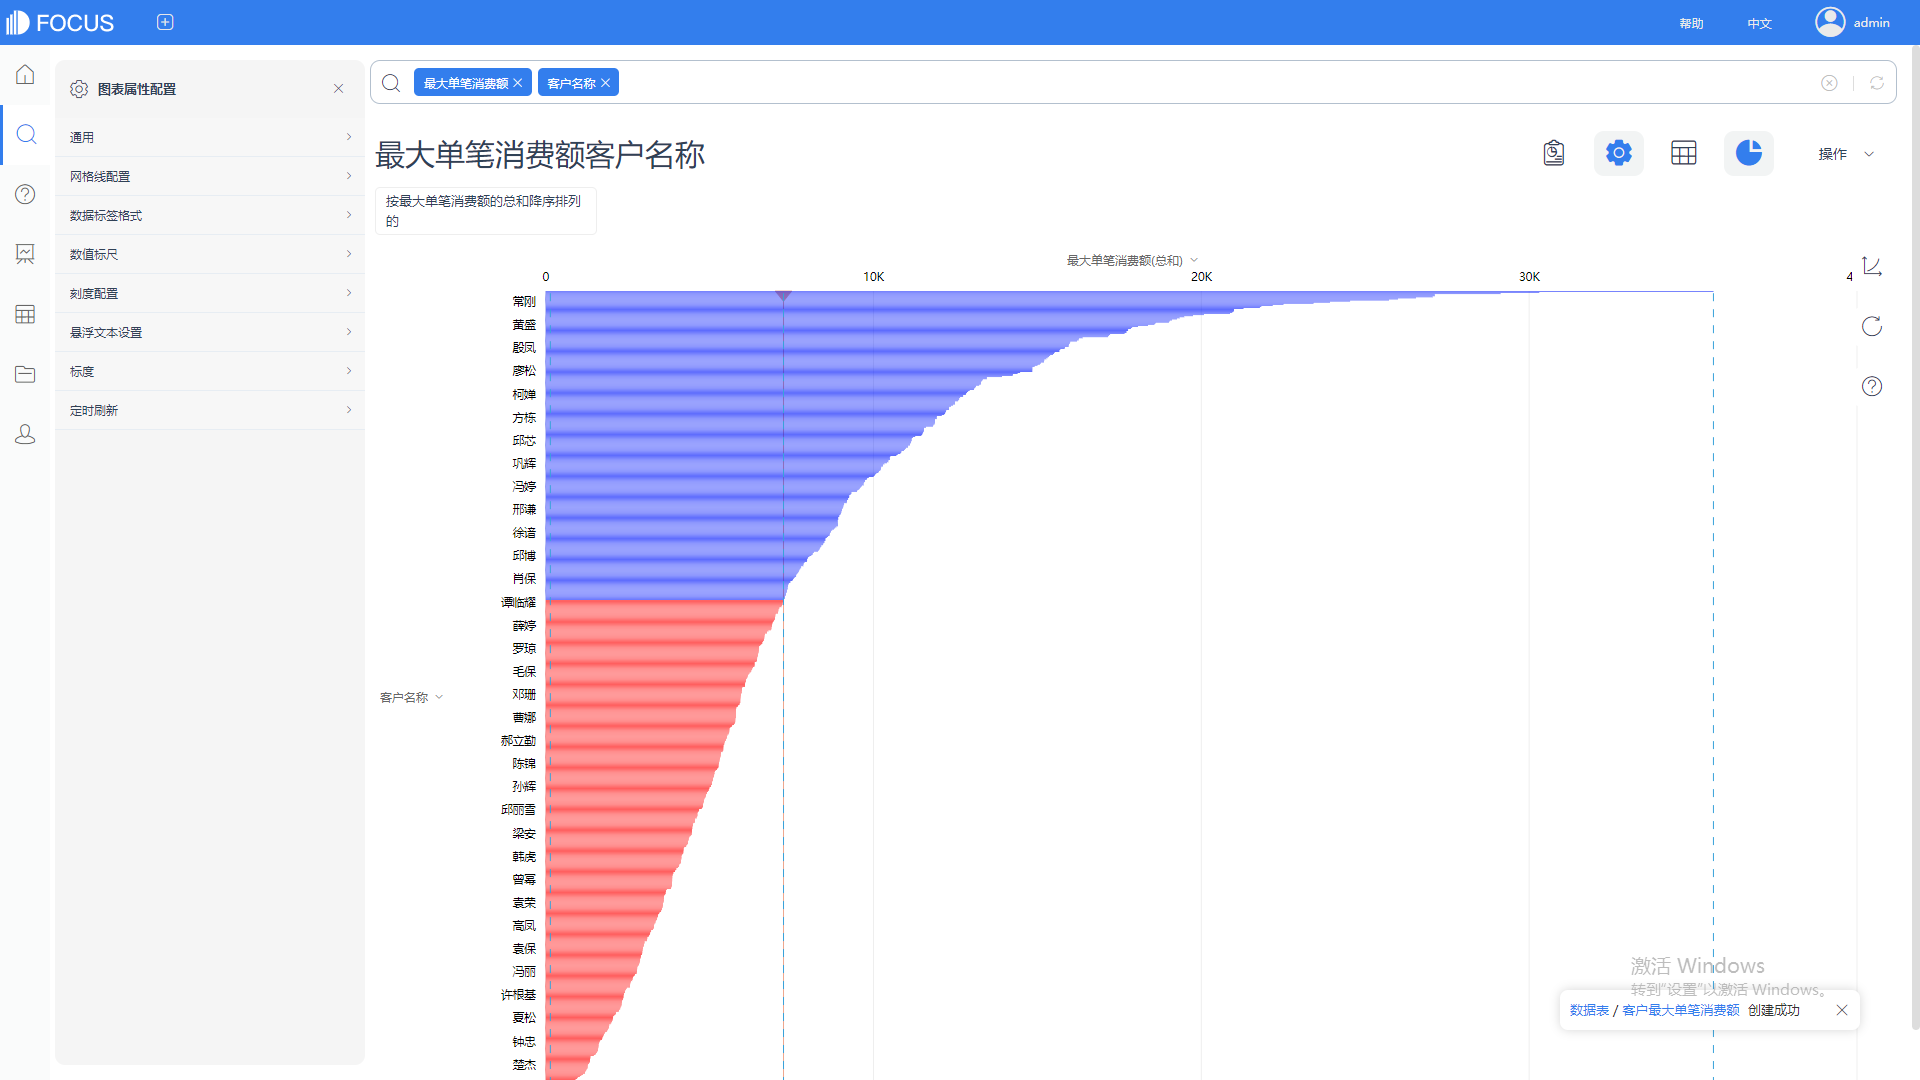 FOCUS
帮助
中文
admin
图表属性配置
通用
网格线配置
数据标签格式
数值标尺
刻度配置
悬浮文本设置
标度
定时刷新
最大单笔消费额
客户名称
最大单笔消费额客户名称
操作
按最大单笔消费额的总和降序排列
的
最大单笔消费额(总和)
0
10K
20K
30K
4
常刚
黄盛
殷凤
廖松
柯婵
方栋
邱芯
巩辉
冯婷
邢谦
邱博
肖保
谭临耀
薛婷
罗琼
毛保
邓珊
曹娜
郝立勤
陈锦
孙辉
邱丽雪
梁安
韩虎
曾幂
袁荣
高凤
袁保
冯丽
许根基
夏松
钟忠
楚杰
客户名称
激活 Windows
转到“设置”以激活 Windows。
数据表 / 客户最大单笔消费额 创建成功